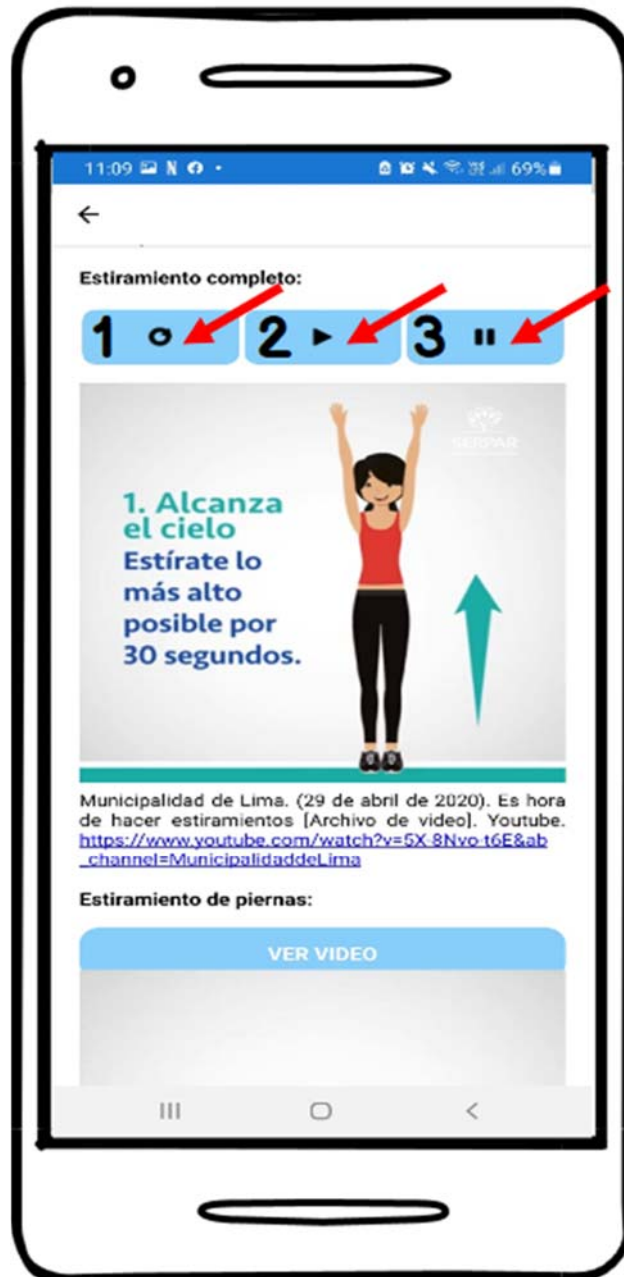 11:09 69%
Estiramiento completo:
1 2 3
SERPAR
1. Alcanza
el cielo
Estírate lo
más alto
posible por
30 segundos.
Municipalidad de Lima. (29 de abril de 2020). Es hora
de hacer estiramientos [Archivo de video]. Youtube.
https://www.youtube.com/watch?v=5X-8Nvo-t6E&ab
_channel=MunicipalidaddeLima
Estiramiento de piernas:
VER VIDEO